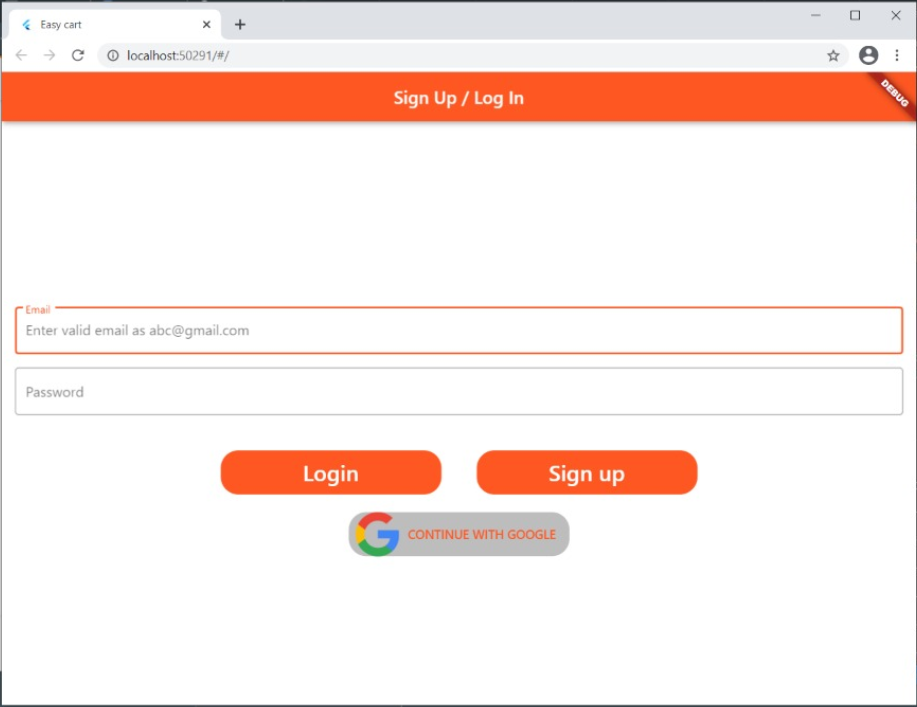 Easy cart
localhost:50291/#/
Sign Up / Log In
DEBUG
Email
Enter valid email as abc@gmail.com
Password
Login
Sign up
CONTINUE WITH GOOGLE